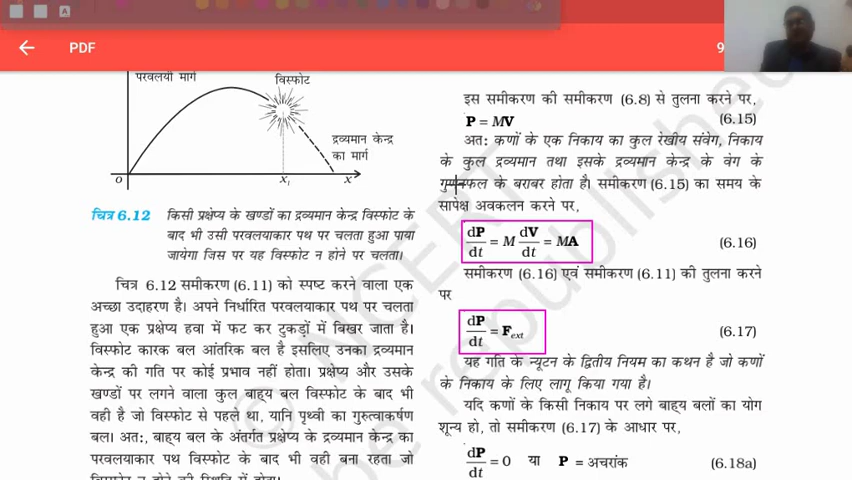 A
PDF
9
परवलयी मार्ग
विस्फोट
द्रव्यमान केन्द्र
का मार्ग
O
x₁
x
चित्र 6.12 किसी प्रक्षेप्य के खण्डों का द्रव्यमान केन्द्र विस्फोट के
बाद भी उसी परवलयाकार पथ पर चलता हुआ पाया
जायेगा जिस पर यह विस्फोट न होने पर चलता।
चित्र 6.12 समीकरण (6.11) को स्पष्ट करने वाला एक
अच्छा उदाहरण है। अपने निर्धारित परवलयाकार पथ पर चलता
हुआ एक प्रक्षेप्य हवा में फट कर टुकड़ों में बिखर जाता है।
विस्फोट कारक बल आंतरिक बल है इसलिए उनका द्रव्यमान
केन्द्र की गति पर कोई प्रभाव नहीं होता। प्रक्षेप्य और उसके
खण्डों पर लगने वाला कुल बाह्य बल विस्फोट के बाद भी
वही है जो विस्फोट से पहले था, यानि पृथ्वी का गुरुत्वाकर्षण
बल। अतः, बाह्य बल के अंतर्गत प्रक्षेप्य के द्रव्यमान केन्द्र का
परवलयाकार पथ विस्फोट के बाद भी वही बना रहता जो
विस्फोट न होने की स्थिति में होता।
इस समीकरण की समीकरण (6.8) से तुलना करने पर,
P = MV (6.15)
अतः कणों के एक निकाय का कुल रेखीय संवेग, निकाय
के कुल द्रव्यमान तथा इसके द्रव्यमान केन्द्र के वेग के
गुणनफल के बराबर होता है। समीकरण (6.15) का समय के
सापेक्ष अवकलन करने पर,
dP/dt = M dV/dt = MA (6.16)
समीकरण (6.16) एवं समीकरण (6.11) की तुलना करने
पर
dP/dt = F_ext (6.17)
यह गति के न्यूटन के द्वितीय नियम का कथन है जो कणों
के निकाय के लिए लागू किया गया है।
यदि कणों के किसी निकाय पर लगे बाह्य बलों का योग
शून्य हो, तो समीकरण (6.17) के आधार पर,
dP/dt = 0 या P = अचरांक (6.18a)